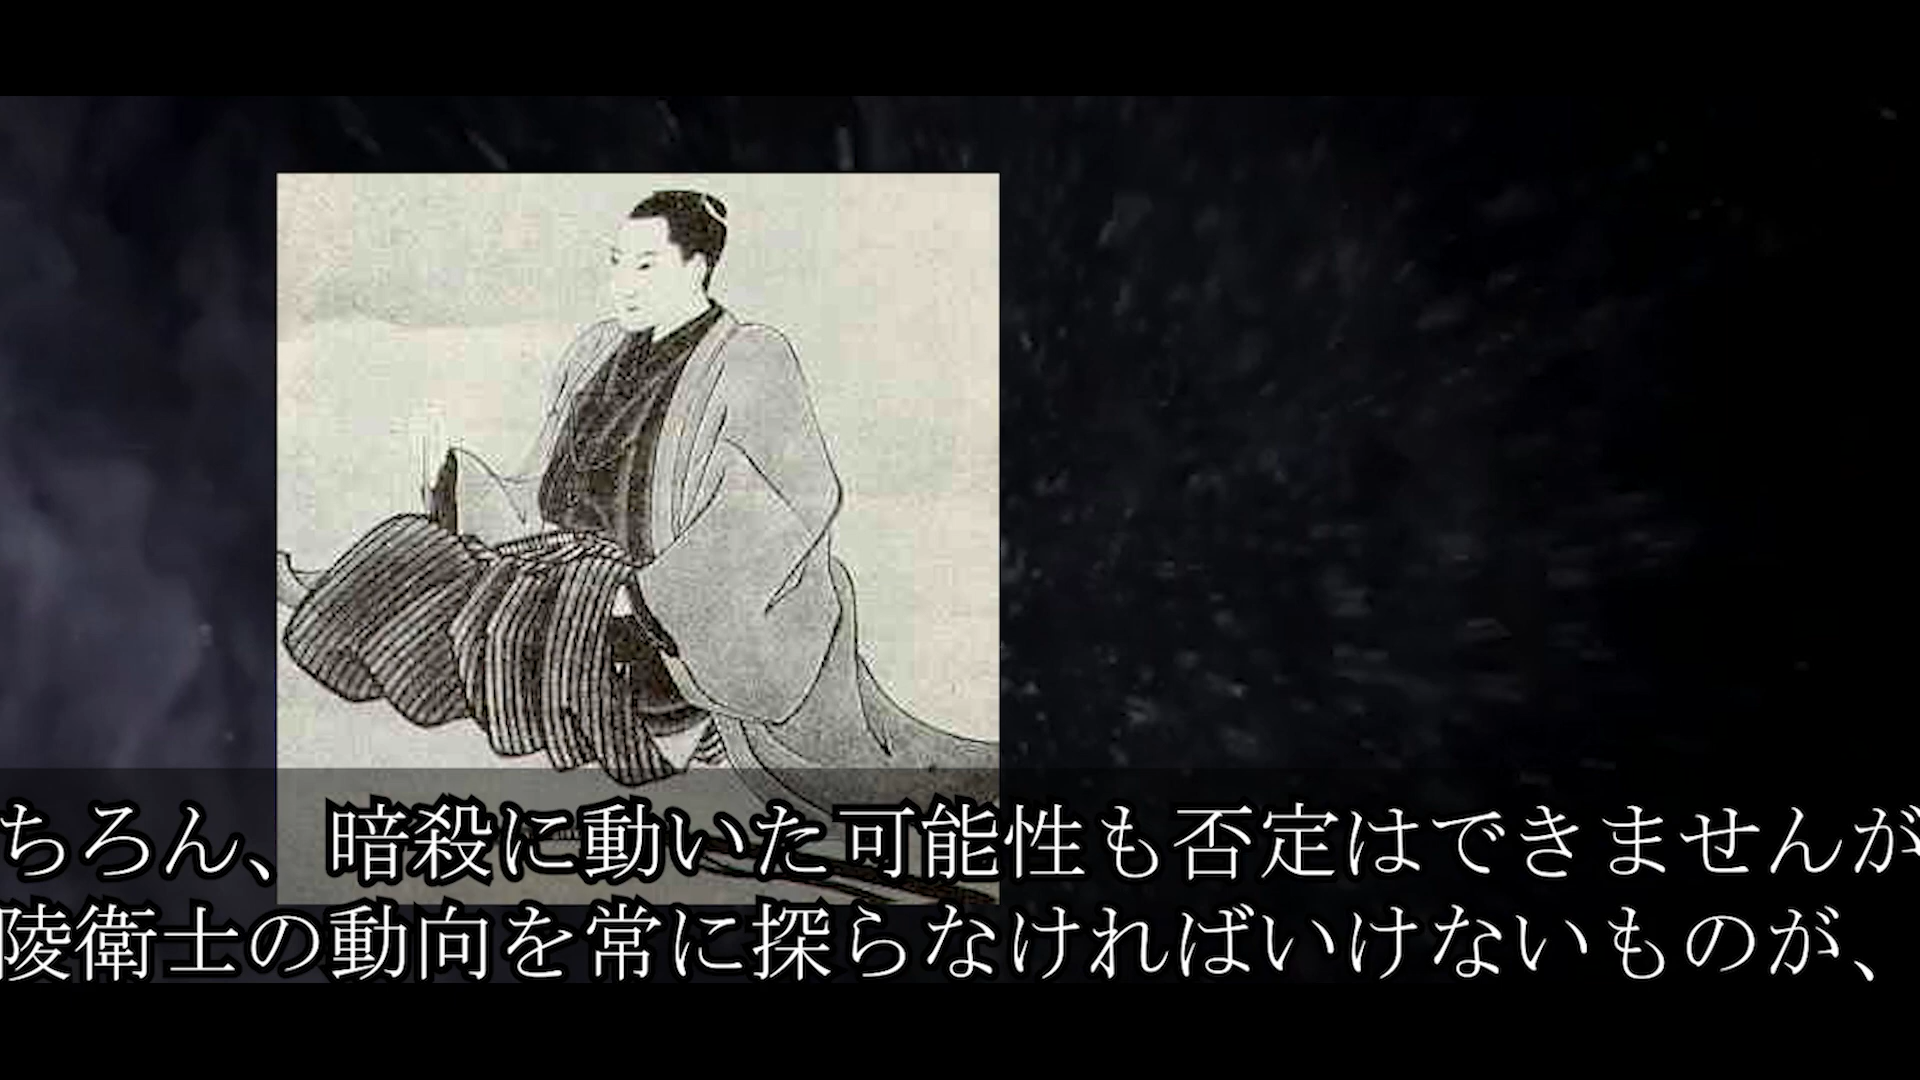 ちろん、暗殺に動いた可能性も否定はできませんが
陵衛士の動向を常に探らなければいけないものが、